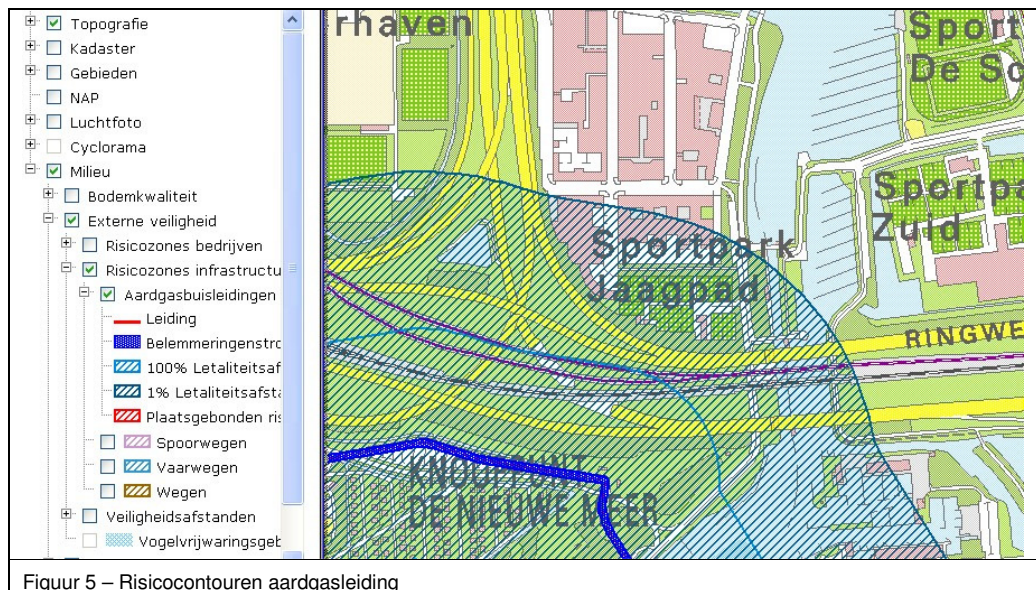 Topografie
Kadaster
Gebieden
NAP
Luchtfoto
Cyclorama
Milieu
Bodemkwaliteit
Externe veiligheid
Risicozones bedrijven
Risicozones infrastructu
Aardgasbuisleidingen
Leiding
Belemmeringenstro
100% Letaliteitsaf
1% Letaliteitsafsta
Plaatsgebonden ris
Spoorwegen
Vaarwegen
Wegen
Veiligheidsafstanden
Vogelvrijwaringsgeb
rhaven
Sport
De Sc
Sportpa
Zuid
Sportpark
Jaagpad
RINGWE
KNOOPPUNT
DE NIEUWE MEER
Figuur 5 – Risicocontouren aardgasleiding